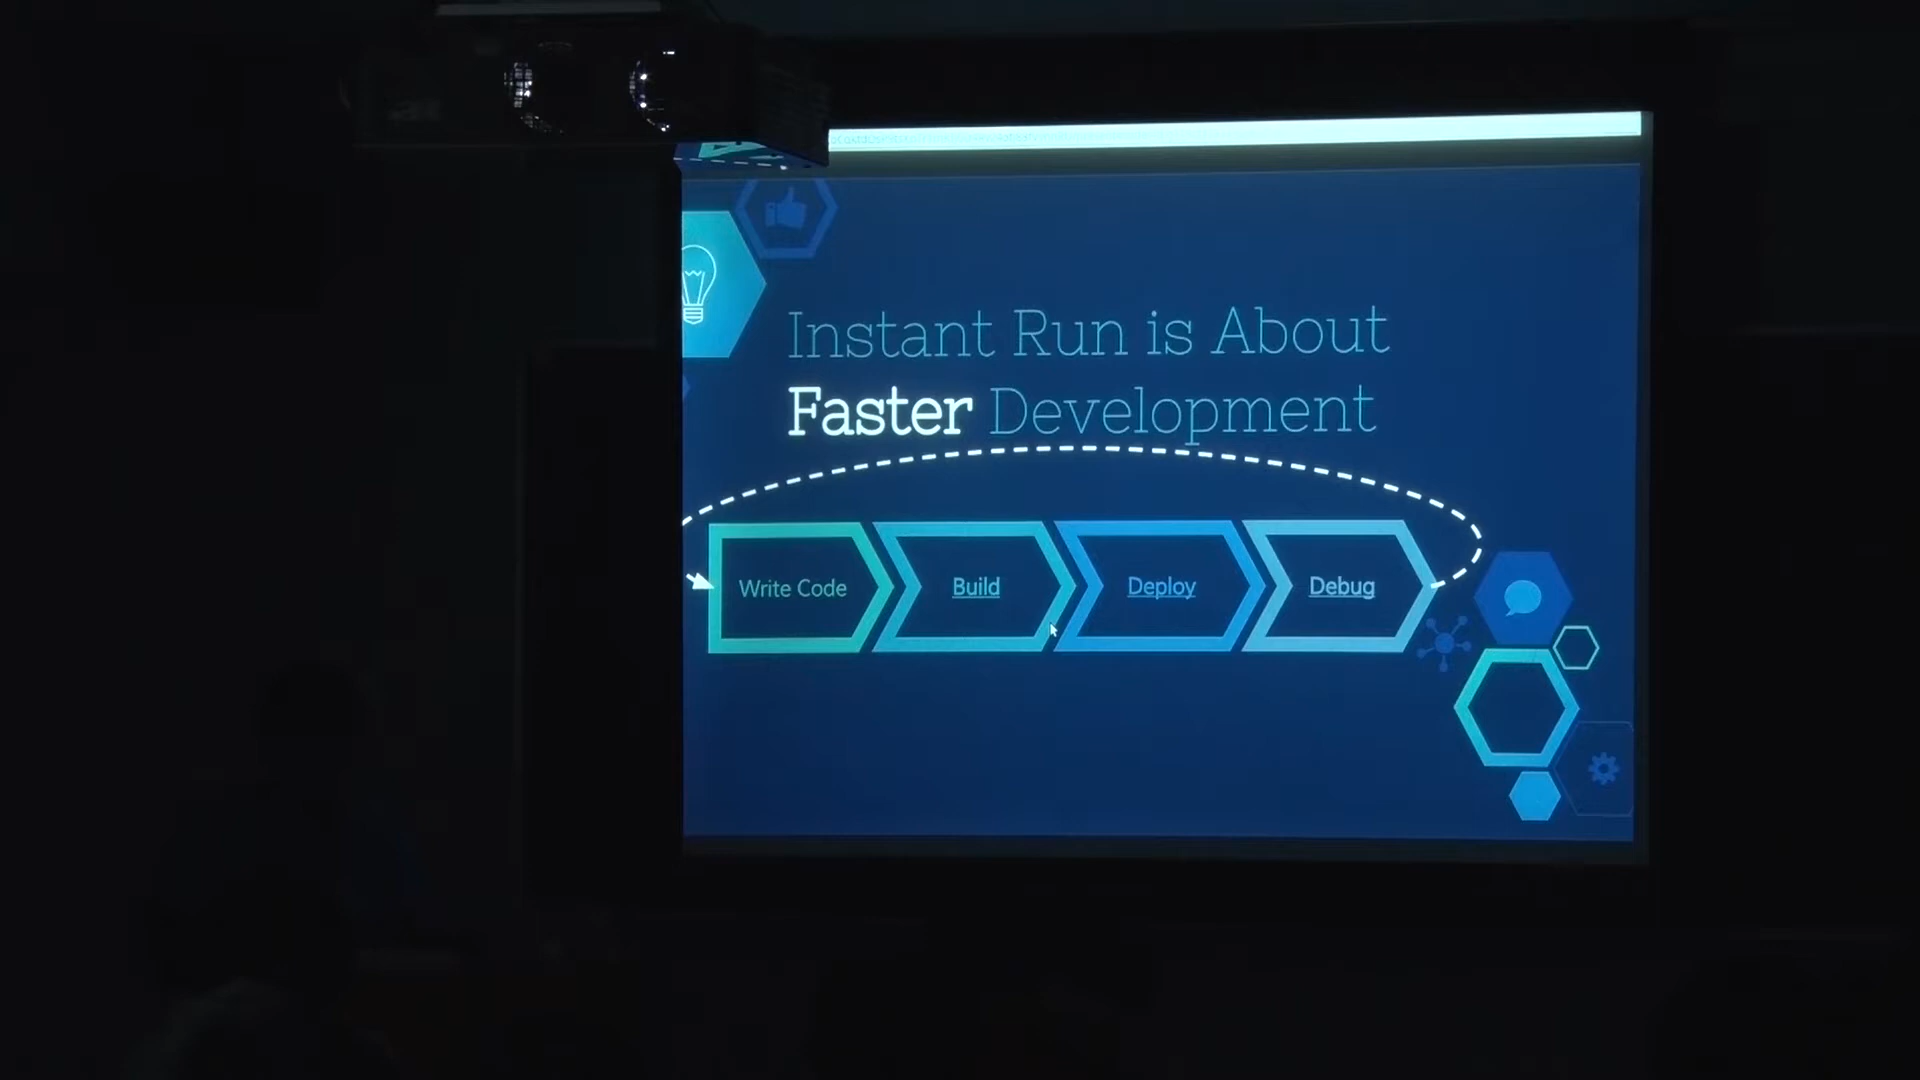 Instant Run is About
Faster Development
Write Code
Build
Deploy
Debug